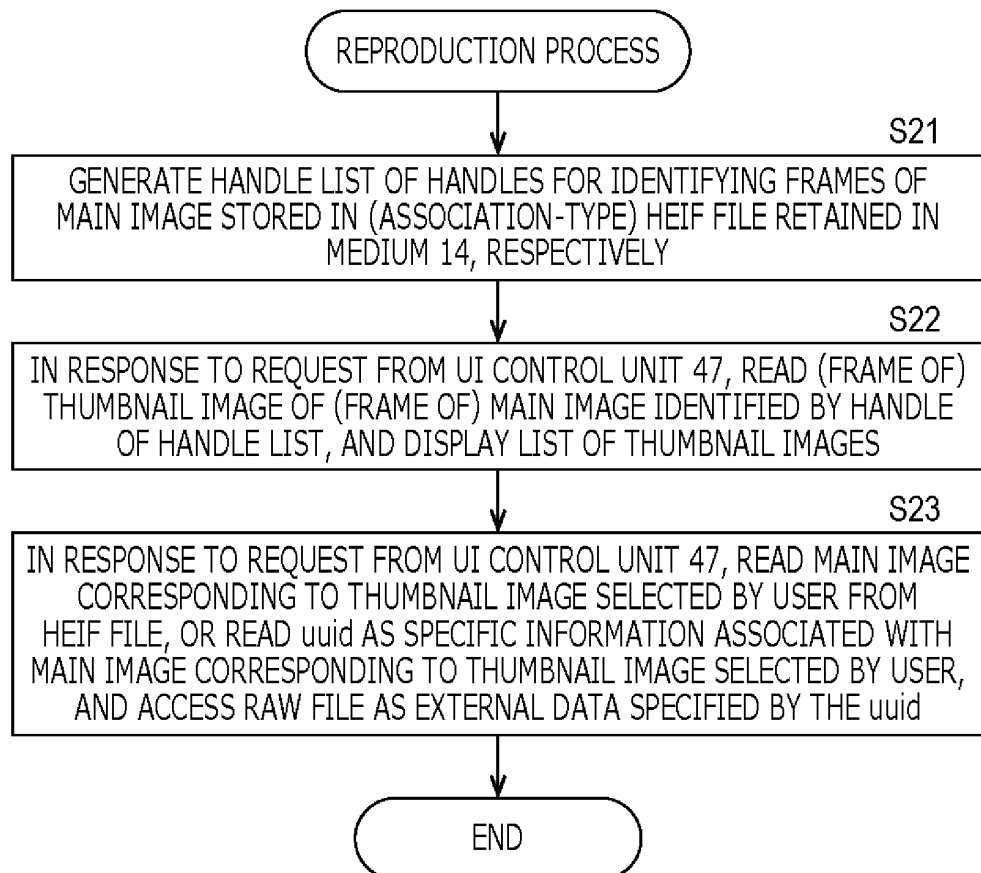 REPRODUCTION PROCESS
S21
GENERATE HANDLE LIST OF HANDLES FOR IDENTIFYING FRAMES OF
MAIN IMAGE STORED IN (ASSOCIATION-TYPE) HEIF FILE RETAINED IN
MEDIUM 14, RESPECTIVELY
S22
IN RESPONSE TO REQUEST FROM UI CONTROL UNIT 47, READ (FRAME OF)
THUMBNAIL IMAGE OF (FRAME OF) MAIN IMAGE IDENTIFIED BY HANDLE
OF HANDLE LIST, AND DISPLAY LIST OF THUMBNAIL IMAGES
S23
IN RESPONSE TO REQUEST FROM UI CONTROL UNIT 47, READ MAIN IMAGE
CORRESPONDING TO THUMBNAIL IMAGE SELECTED BY USER FROM
HEIF FILE, OR READ uuid AS SPECIFIC INFORMATION ASSOCIATED WITH
MAIN IMAGE CORRESPONDING TO THUMBNAIL IMAGE SELECTED BY USER,
AND ACCESS RAW FILE AS EXTERNAL DATA SPECIFIED BY THE uuid
END